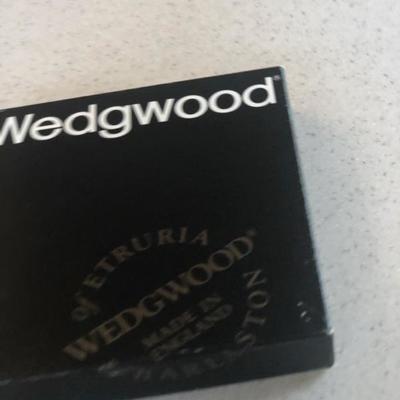 Wedgwood®
of ETRURIA
WEDGWOOD®
MADE IN
ENGLAND
& BARLASTON